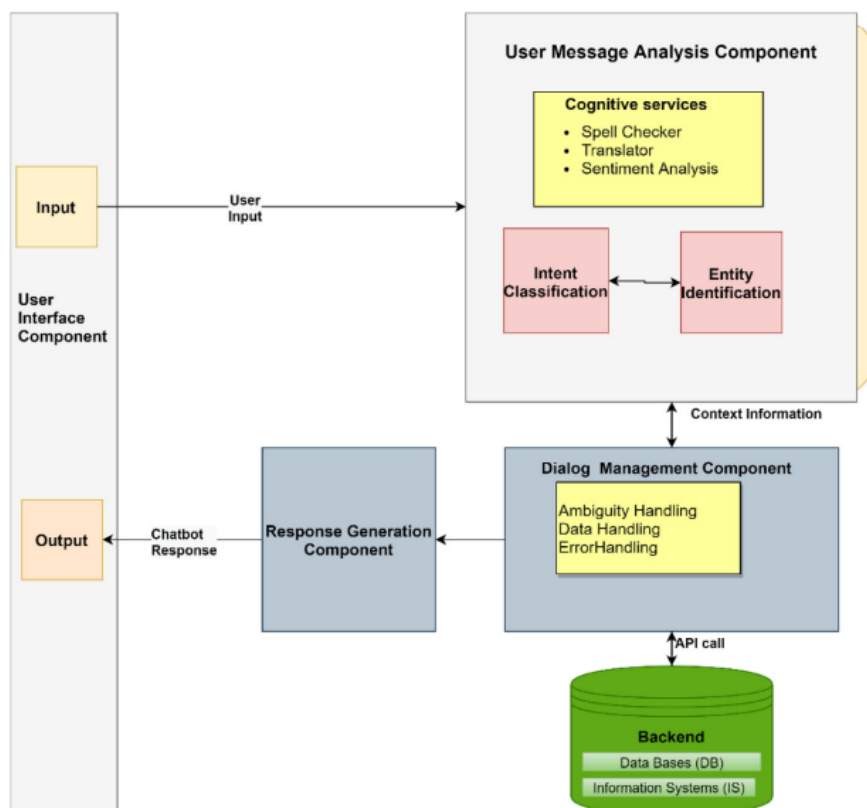 User Message Analysis Component
Cognitive services
• Spell Checker
• Translator
• Sentiment Analysis
Input
User
Input
Intent
Classification
Entity
Identification
User
Interface
Component
Context Information
Dialog Management Component
Ambiguity Handling
Data Handling
ErrorHandling
Response Generation
Component
Chatbot
Response
Output
API call
Backend
Data Bases (DB)
Information Systems (IS)